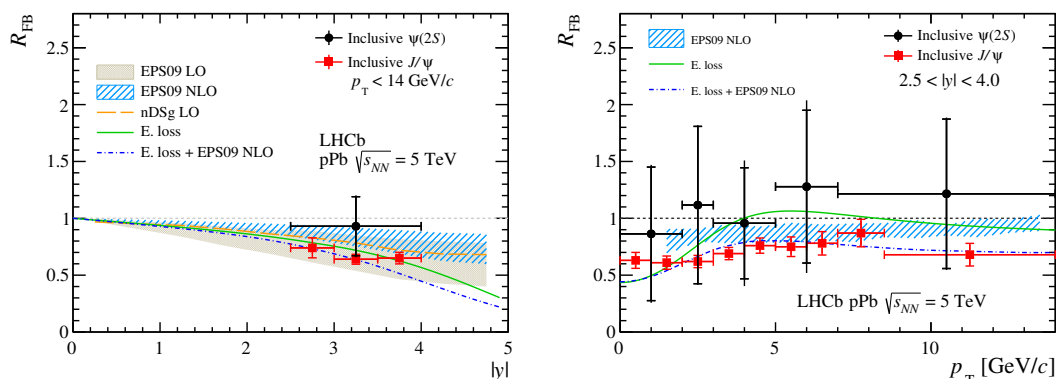 R_FB
2.5
2
1.5
1
0.5
0
0 1 2 3 4 5
|y|
Inclusive ψ(2S)
Inclusive J/ψ
p_T < 14 GeV/c
EPS09 LO
EPS09 NLO
nDSg LO
E. loss
E. loss + EPS09 NLO
LHCb
pPb √s_NN = 5 TeV
R_FB
2.5
2
1.5
1
0.5
0
0 5 10
p_T [GeV/c]
EPS09 NLO
E. loss
E. loss + EPS09 NLO
Inclusive ψ(2S)
Inclusive J/ψ
2.5 < |y| < 4.0
LHCb pPb √s_NN = 5 TeV